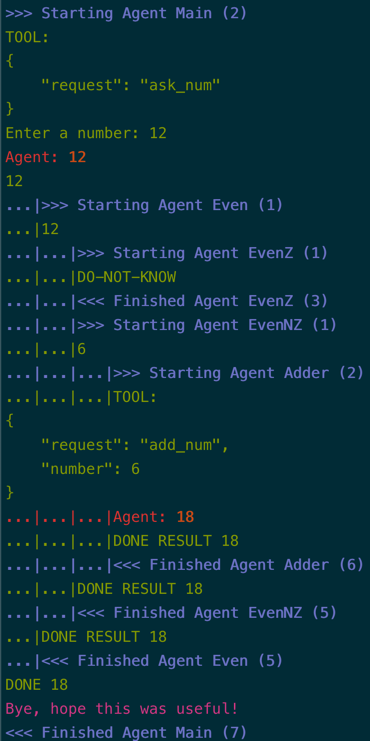 >>> Starting Agent Main (2)
TOOL:
{
    "request": "ask_num"
}
Enter a number: 12
Agent: 12
12
...|>>> Starting Agent Even (1)
...|12
...|...|>>> Starting Agent EvenZ (1)
...|...|DO-NOT-KNOW
...|...|<<< Finished Agent EvenZ (3)
...|...|>>> Starting Agent EvenNZ (1)
...|...|6
...|...|...|>>> Starting Agent Adder (2)
...|...|...|TOOL:
{
    "request": "add_num",
    "number": 6
}
...|...|...|Agent: 18
...|...|...|DONE RESULT 18
...|...|...|<<< Finished Agent Adder (6)
...|...|DONE RESULT 18
...|...|<<< Finished Agent EvenNZ (5)
...|DONE RESULT 18
...|<<< Finished Agent Even (5)
DONE 18
Bye, hope this was useful!
<<< Finished Agent Main (7)